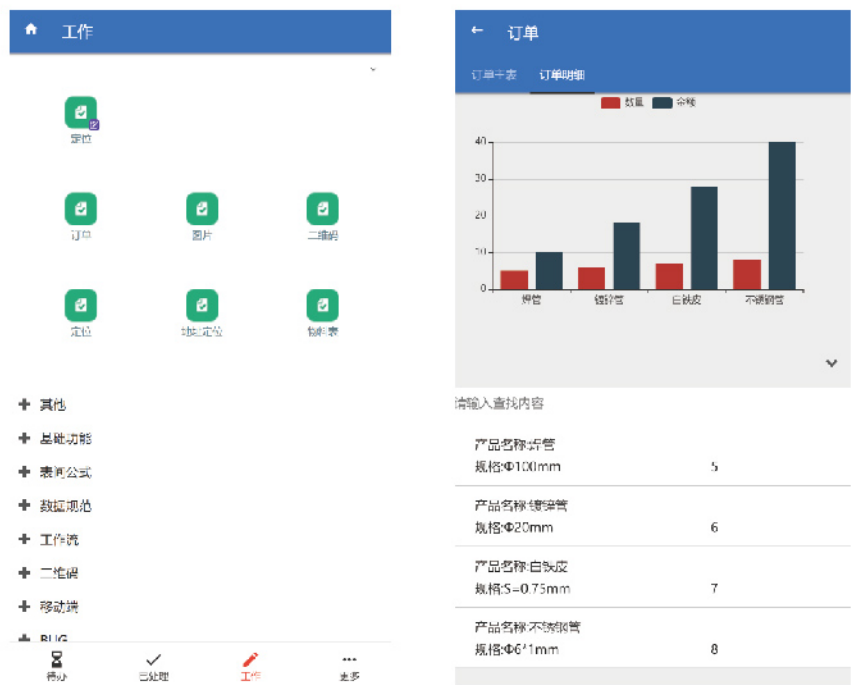 工作
定位
订单
图片
二维码
定位
地址定位
物料表
其他
基础功能
表间公式
数据规范
工作流
二维码
移动端
BUG
待办
已处理
工作
更多
订单
订单主表
订单明细
数量
金额
40
30
20
10
0
焊管
镀锌管
白铁皮
不锈钢管
请输入查找内容
产品名称:焊管
规格:Φ100mm 5
产品名称:镀锌管
规格:Φ20mm 6
产品名称:白铁皮
规格:S=0.75mm 7
产品名称:不锈钢管
规格:Φ6*1mm 8